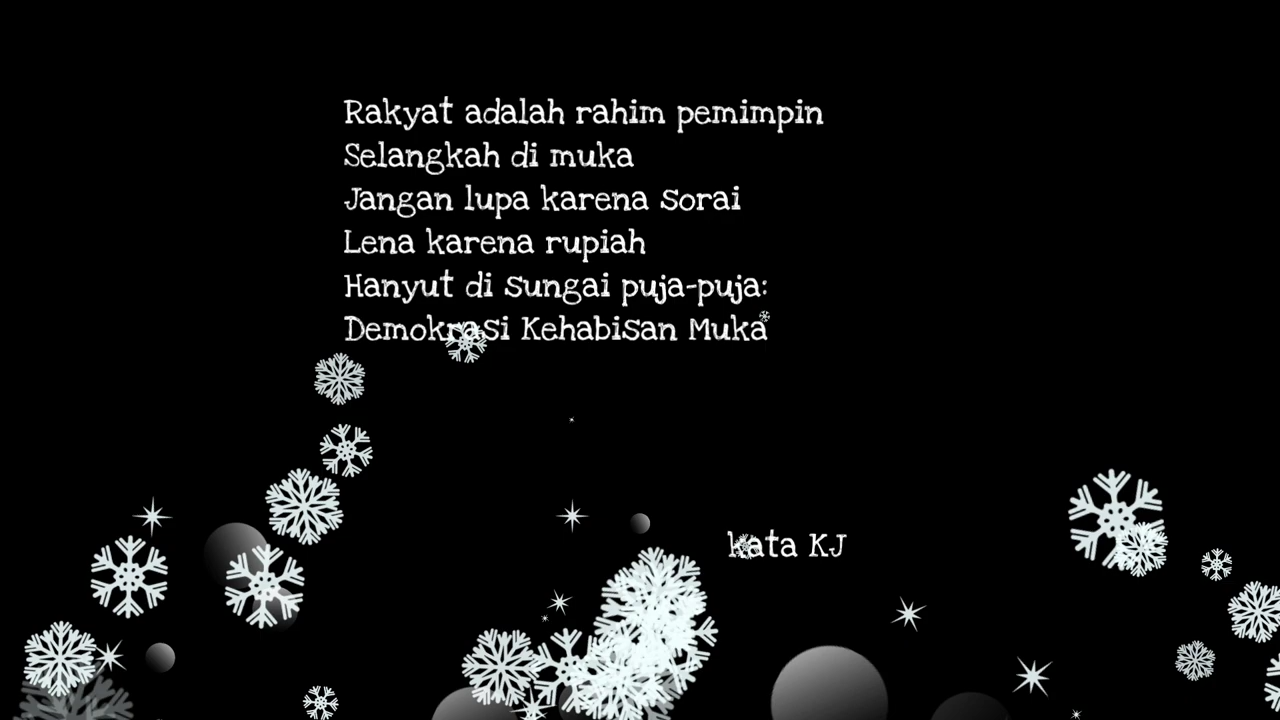 Rakyat adalah rahim pemimpin
Selangkah di muka
Jangan lupa karena sorai
Lena karena rupiah
Hanyut di sungai puja-puja:
Demokrasi Kehabisan Muka
kata KJ